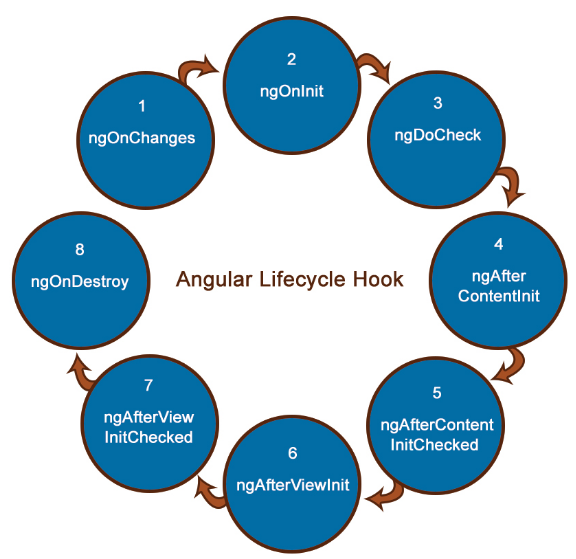 1
ngOnChanges
2
ngOnInit
3
ngDoCheck
4
ngAfter
ContentInit
5
ngAfterContent
InitChecked
6
ngAfterViewInit
7
ngAfterView
InitChecked
8
ngOnDestroy
Angular Lifecycle Hook